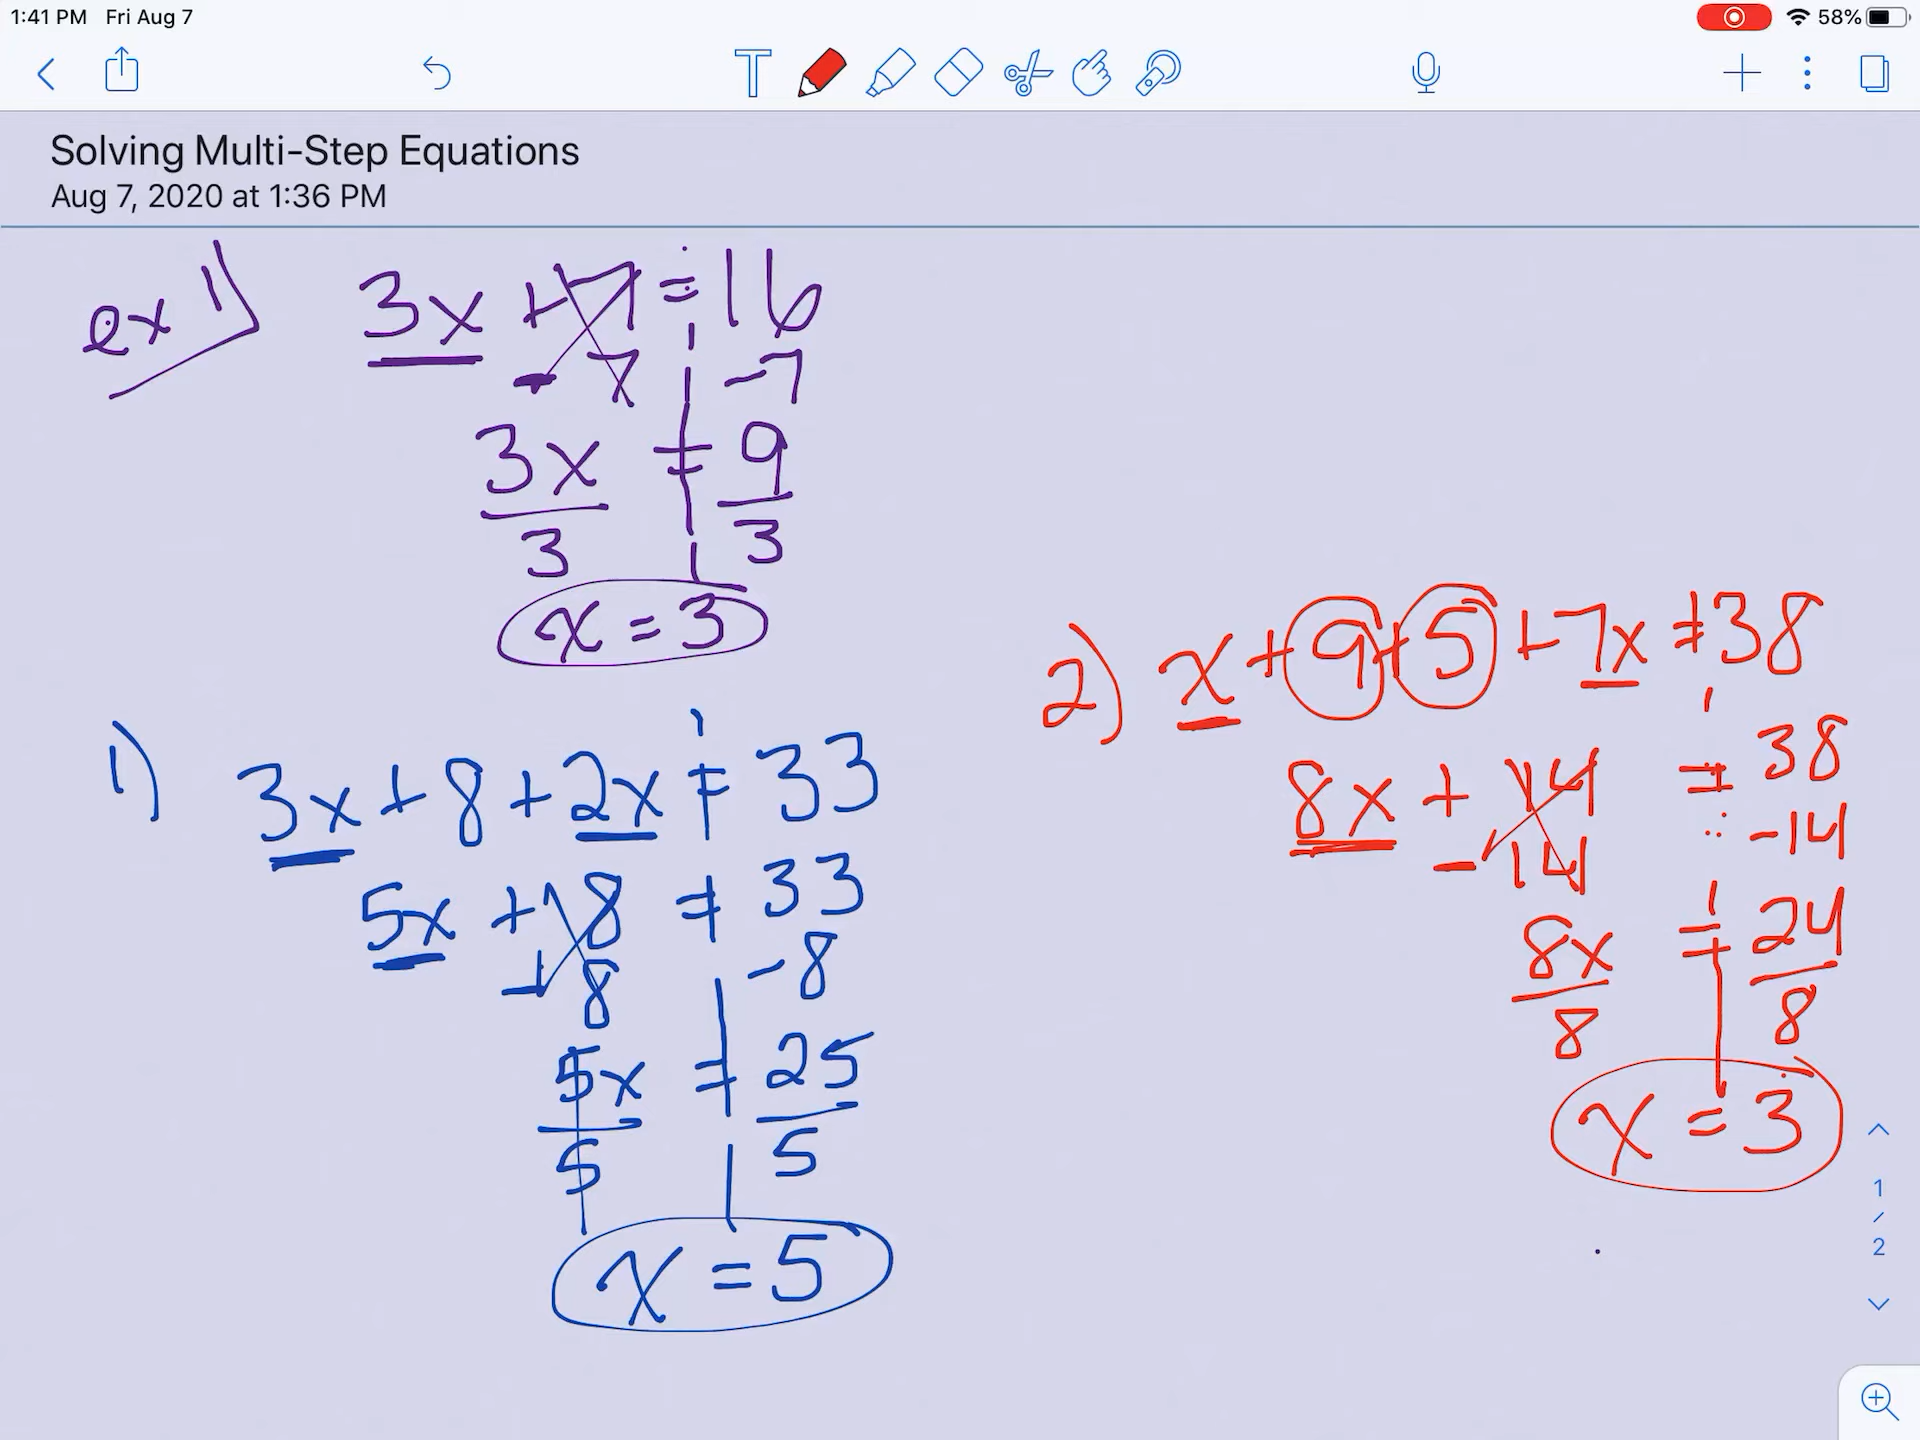 1:41 PM Fri Aug 7
58%
Solving Multi-Step Equations
Aug 7, 2020 at 1:36 PM
ex 1)
3x + 7 = 16
- 7 -7
3x = 9
3 3
x = 3
1)
3x + 8 + 2x = 33
5x + 8 = 33
- 8 -8
5x = 25
5 5
x = 5
2) x + 9 + 5 + 7x = 38
8x + 14 = 38
- 14 -14
8x = 24
8 8
x = 3
1
/
2